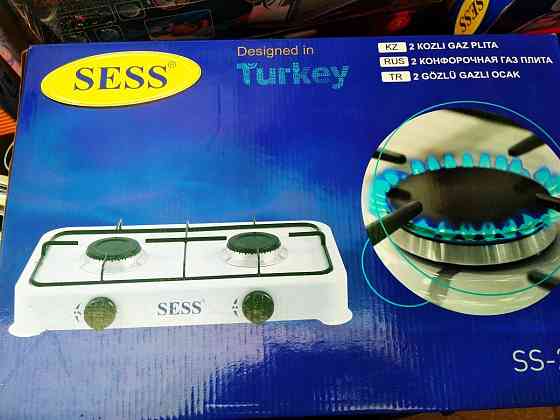 SESS®
Designed in
Turkey
KZ 2 KOZLI GAZ PLITA
RUS 2 КОНФОРОЧНАЯ ГАЗ ПЛИТА
TR 2 GÖZLÜ GAZLI OCAK
SESS
SS-